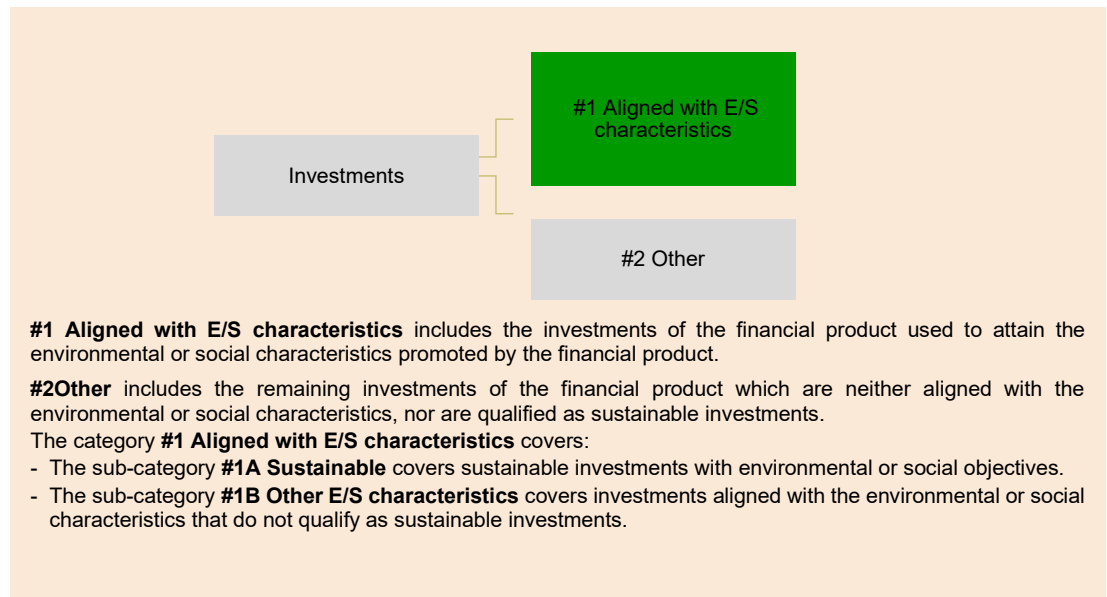 #1 Aligned with E/S
characteristics
Investments
#2 Other
#1 Aligned with E/S characteristics includes the investments of the financial product used to attain the
environmental or social characteristics promoted by the financial product.
#2Other includes the remaining investments of the financial product which are neither aligned with the
environmental or social characteristics, nor are qualified as sustainable investments.
The category #1 Aligned with E/S characteristics covers:
- The sub-category #1A Sustainable covers sustainable investments with environmental or social objectives.
- The sub-category #1B Other E/S characteristics covers investments aligned with the environmental or social
characteristics that do not qualify as sustainable investments.